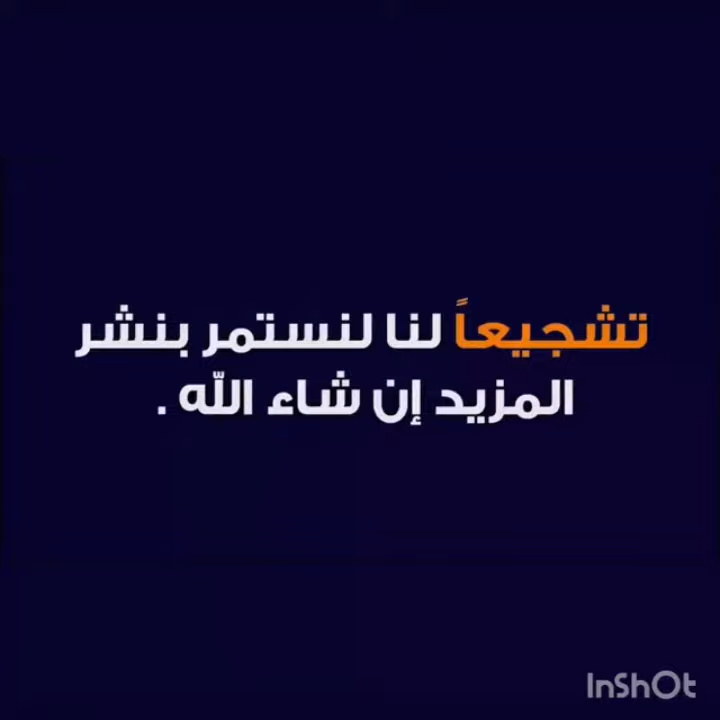 تشجيعاً لنا لنستمر بنشر
المزيد إن شاء الله .
InShOt